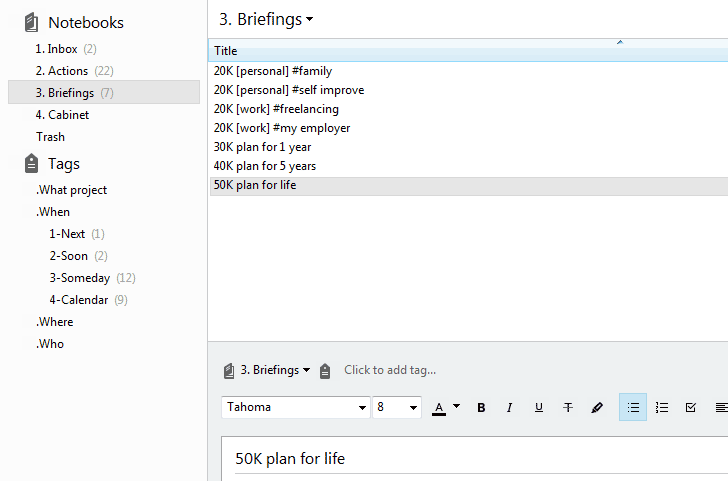 Notebooks
1. Inbox (2)
2. Actions (22)
3. Briefings (7)
4. Cabinet
Trash
Tags
.What project
.When
1-Next (1)
2-Soon (2)
3-Someday (12)
4-Calendar (9)
.Where
.Who
3. Briefings
Title
20K [personal] #family
20K [personal] #self improve
20K [work] #freelancing
20K [work] #my employer
30K plan for 1 year
40K plan for 5 years
50K plan for life
3. Briefings Click to add tag...
Tahoma 8 A B I U T
50K plan for life